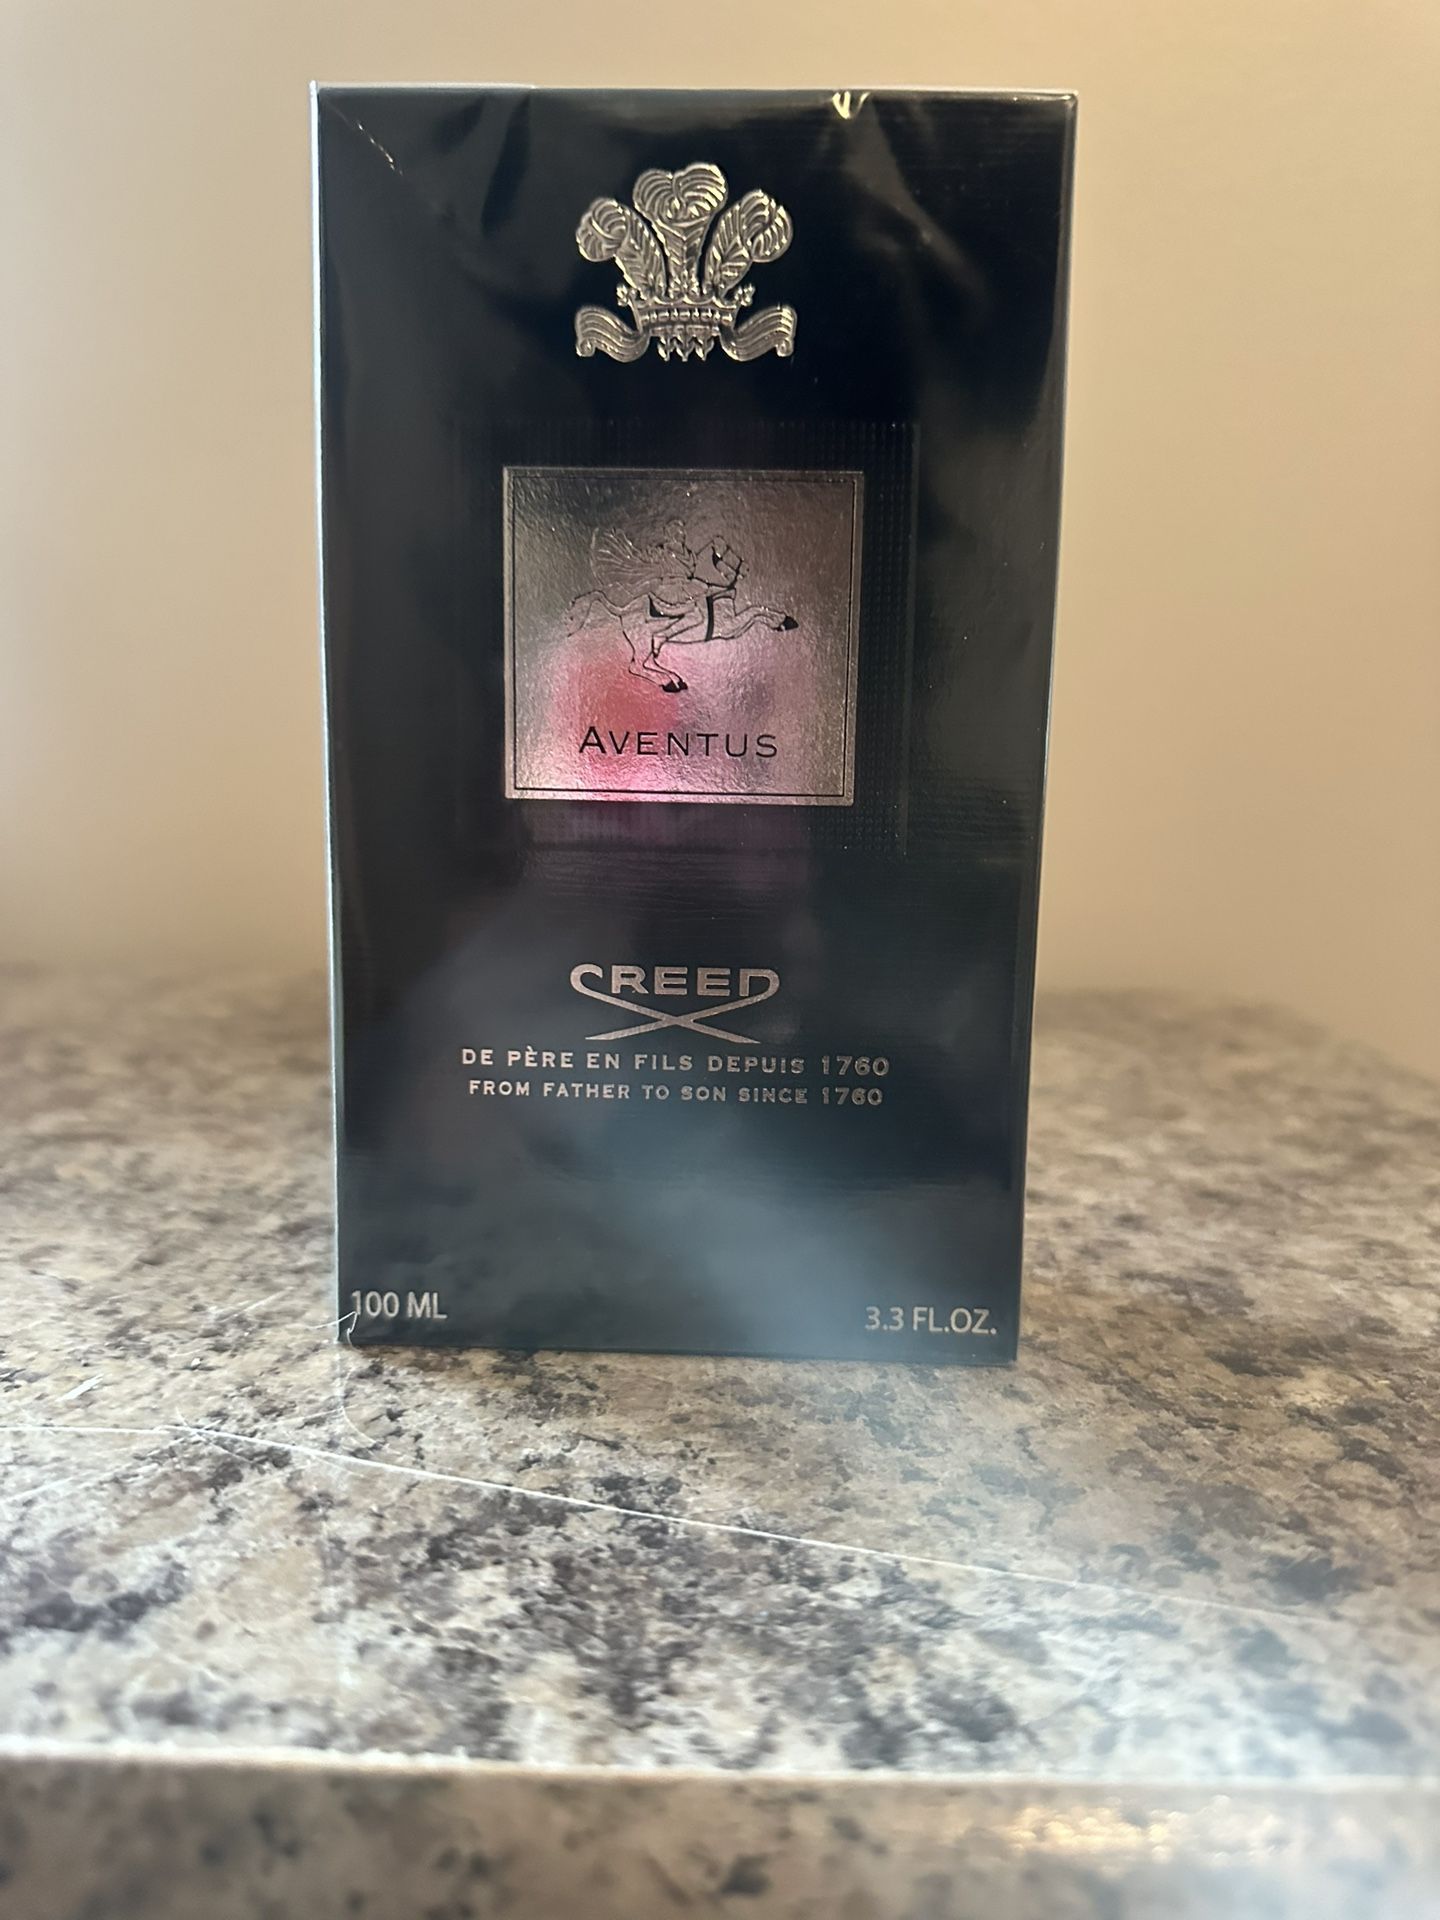 AVENTUS
CREED
DE PÈRE EN FILS DEPUIS 1760
FROM FATHER TO SON SINCE 1760
100 ML
3.3 FL.OZ.